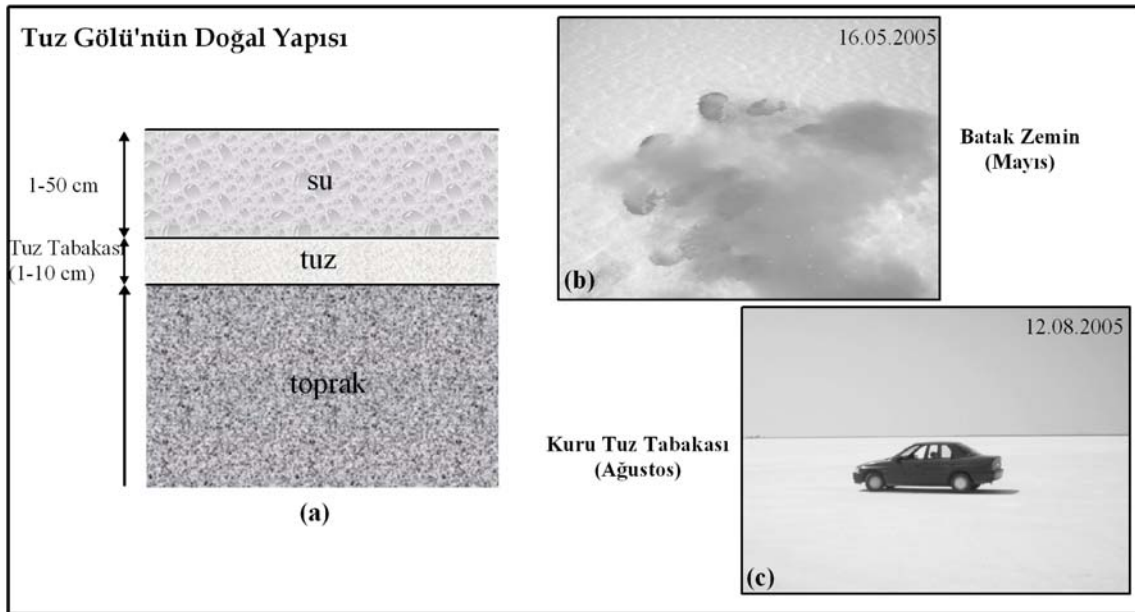 Tuz Gölü'nün Doğal Yapısı
1-50 cm
su
Tuz Tabakası
(1-10 cm)
tuz
toprak
(a)
16.05.2005
(b)
Batak Zemin
(Mayıs)
12.08.2005
Kuru Tuz Tabakası
(Ağustos)
(c)